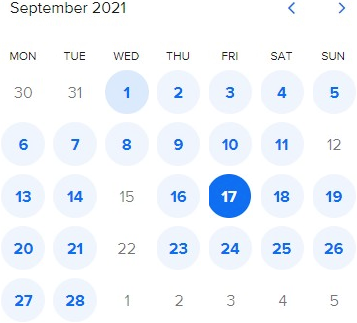 September 2021
MON TUE WED THU FRI SAT SUN
30 31 1 2 3 4 5
6 7 8 9 10 11 12
13 14 15 16 17 18 19
20 21 22 23 24 25 26
27 28 1 2 3 4 5